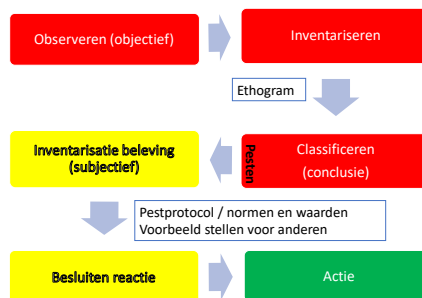 Observeren (objectief)
Inventariseren
Ethogram
Inventarisatie beleving
(subjectief)
Pesten
Classificeren
(conclusie)
Pestprotocol / normen en waarden
Voorbeeld stellen voor anderen
Besluiten reactie
Actie